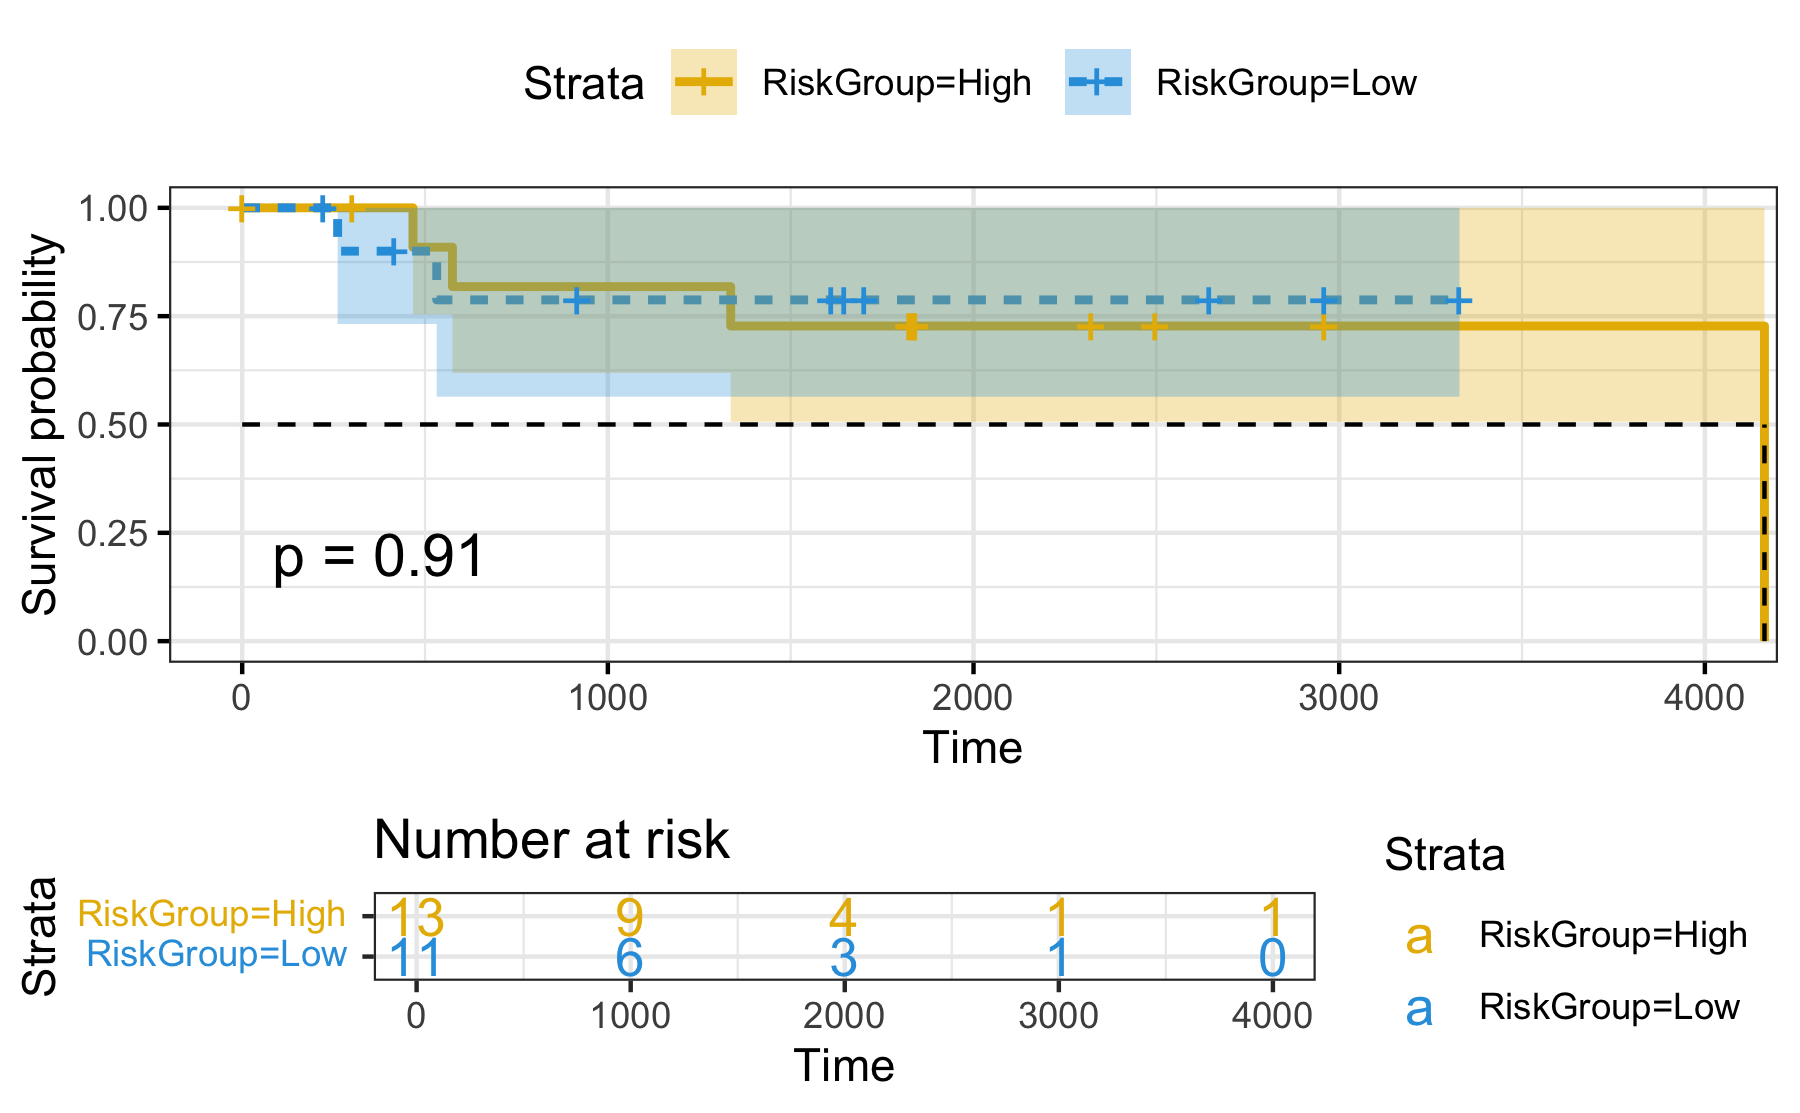 Strata RiskGroup=High RiskGroup=Low
Survival probability
1.00
0.75
0.50
0.25
0.00
p = 0.91
0 1000 2000 3000 4000
Time
Number at risk
Strata
RiskGroup=High 13 9 4 1 1
RiskGroup=Low 11 6 3 1 0
0 1000 2000 3000 4000
Time
Strata
a RiskGroup=High
a RiskGroup=Low